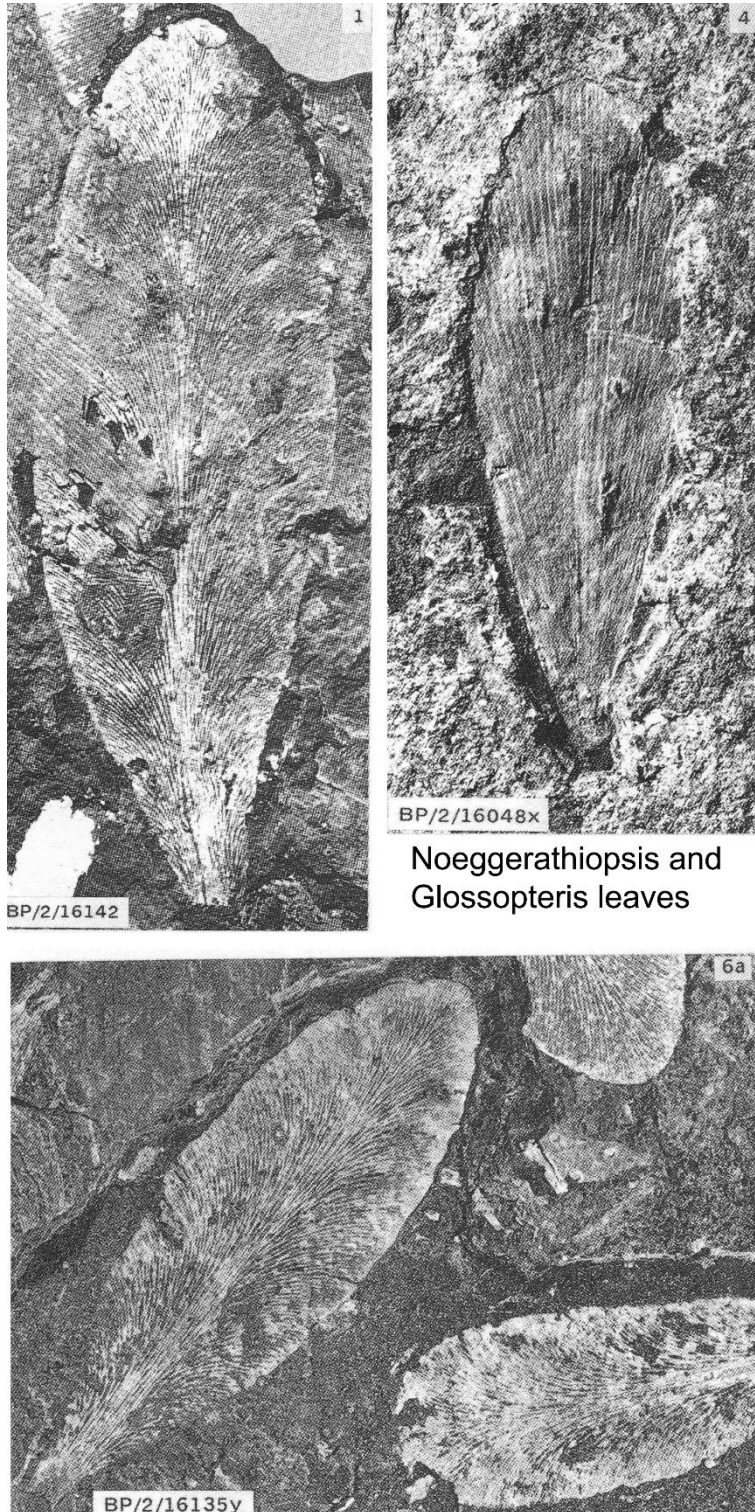 1
4
BP/2/16142
BP/2/16048x
Noeggerathiopsis and
Glossopteris leaves
6a
BP/2/16135y